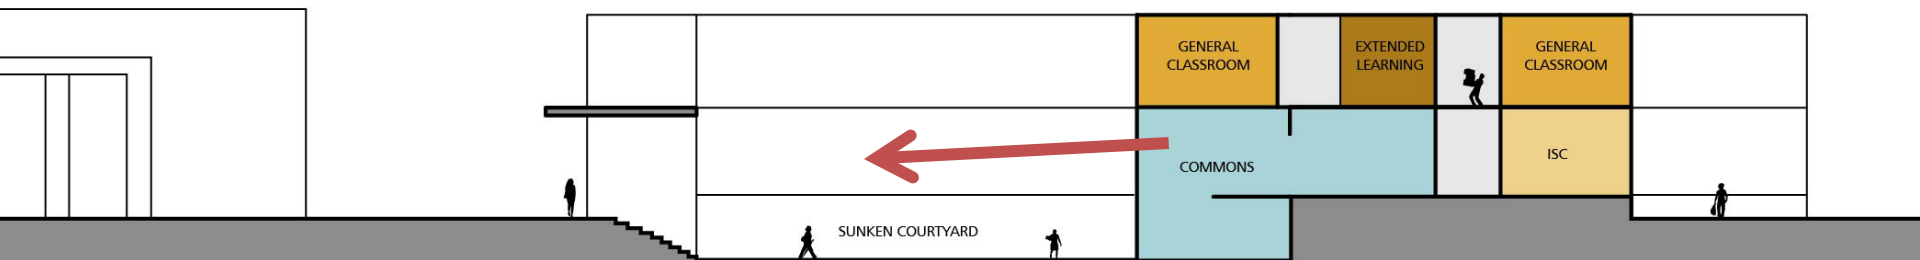 GENERAL
CLASSROOM
EXTENDED
LEARNING
GENERAL
CLASSROOM
COMMONS
ISC
SUNKEN COURTYARD